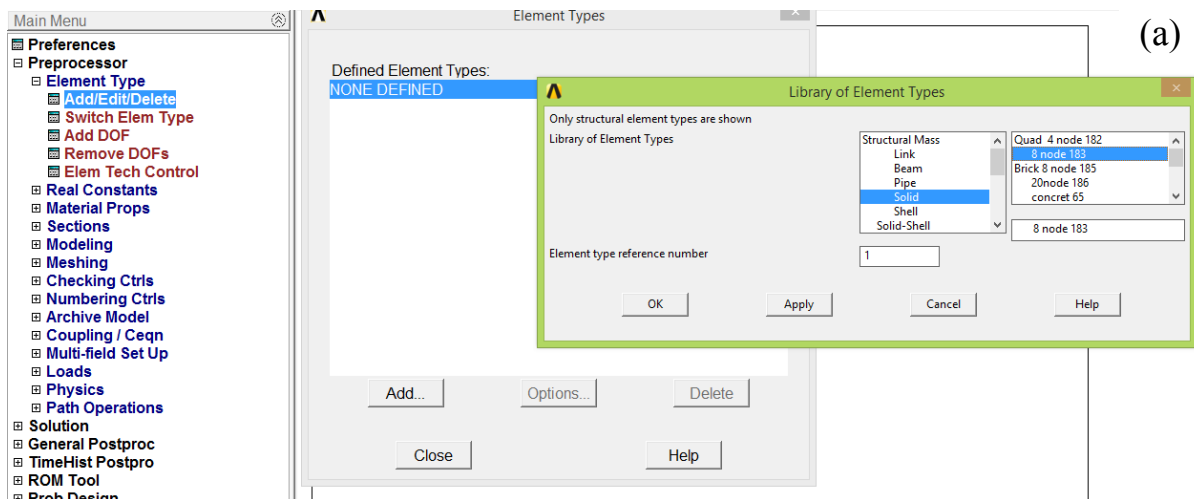 Main Menu
Preferences
Preprocessor
Element Type
Add/Edit/Delete
Switch Elem Type
Add DOF
Remove DOFs
Elem Tech Control
Real Constants
Material Props
Sections
Modeling
Meshing
Checking Ctrls
Numbering Ctrls
Archive Model
Coupling / Ceqn
Multi-field Set Up
Loads
Physics
Path Operations
Solution
General Postproc
TimeHist Postpro
ROM Tool
Prob Design
Element Types
Defined Element Types:
NONE DEFINED
Add...
Options...
Delete
Close
Help
Library of Element Types
Only structural element types are shown
Library of Element Types
Structural Mass
Link
Beam
Pipe
Solid
Shell
Solid-Shell
Quad 4 node 182
8 node 183
Brick 8 node 185
20node 186
concret 65
8 node 183
Element type reference number
1
OK
Apply
Cancel
Help
(a)